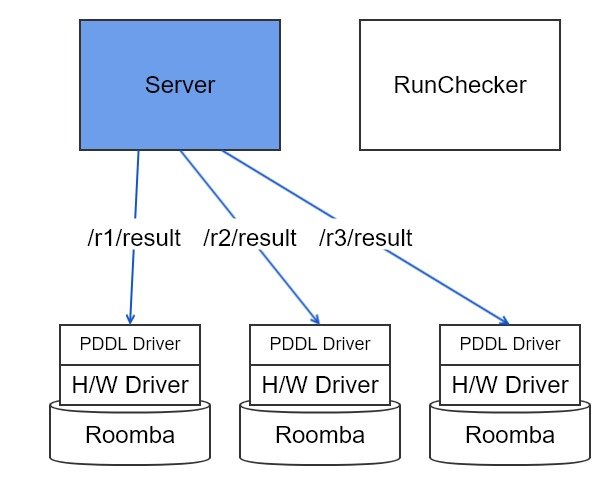 Server
RunChecker
/r1/result
/r2/result
/r3/result
PDDL Driver
PDDL Driver
PDDL Driver
H/W Driver
H/W Driver
H/W Driver
Roomba
Roomba
Roomba